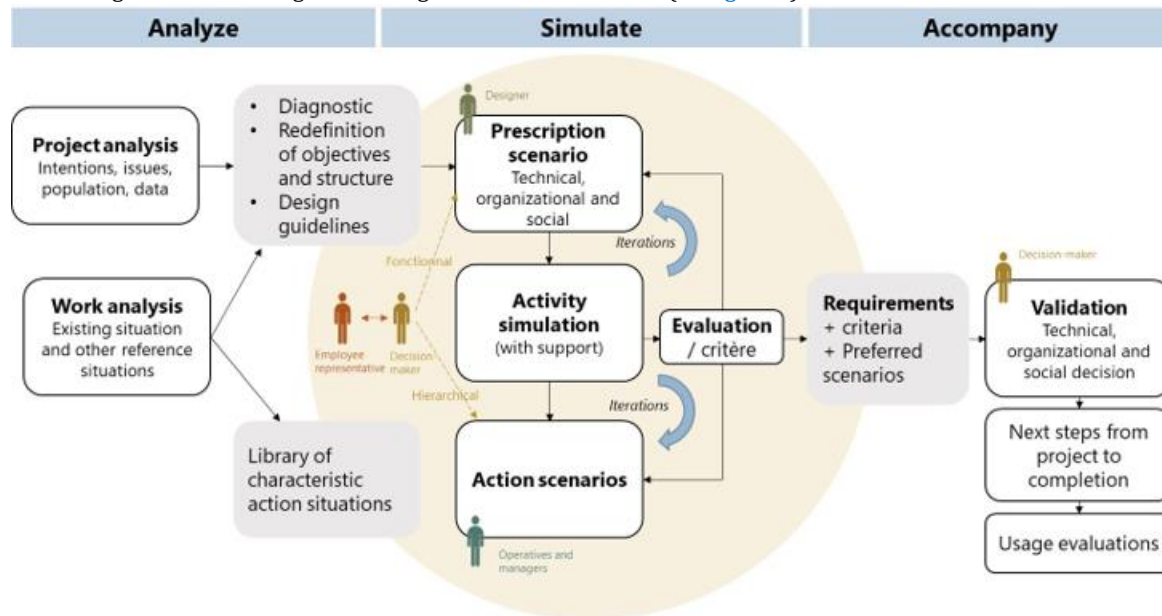 Analyze
Simulate
Accompany
Project analysis
Intentions, issues,
population, data
• Diagnostic
• Redefinition
of objectives
and structure
• Design
guidelines
Work analysis
Existing situation
and other reference
situations
Library of
characteristic
action situations
Designer
Prescription
scenario
Technical,
organizational and
social
Iterations
Fonctionnal
Employee
representative
Decision
maker
Hierarchical
Activity
simulation
(with support)
Evaluation
/ critère
Iterations
Action scenarios
Operatives and
managers
Requirements
+ criteria
+ Preferred
scenarios
Decision-maker
Validation
Technical,
organizational and
social decision
Next steps from
project to
completion
Usage evaluations